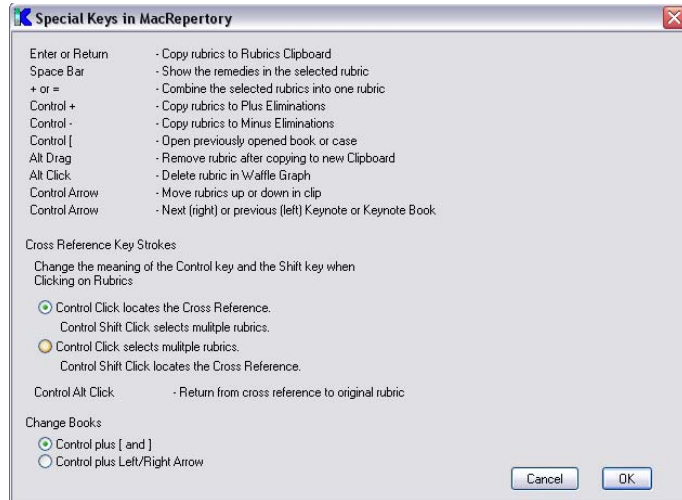 Special Keys in MacRepertory
Enter or Return - Copy rubrics to Rubrics Clipboard
Space Bar - Show the remedies in the selected rubric
+ or = - Combine the selected rubrics into one rubric
Control + - Copy rubrics to Plus Eliminations
Control - - Copy rubrics to Minus Eliminations
Control [ - Open previously opened book or case
Alt Drag - Remove rubric after copying to new Clipboard
Alt Click - Delete rubric in Waffle Graph
Control Arrow - Move rubrics up or down in clip
Control Arrow - Next (right) or previous (left) Keynote or Keynote Book
Cross Reference Key Strokes
Change the meaning of the Control key and the Shift key when
Clicking on Rubrics
Control Click locates the Cross Reference.
Control Shift Click selects mulitple rubrics.
Control Click selects mulitple rubrics.
Control Shift Click locates the Cross Reference.
Control Alt Click - Return from cross reference to original rubric
Change Books
Control plus [ and ]
Control plus Left/Right Arrow
Cancel OK